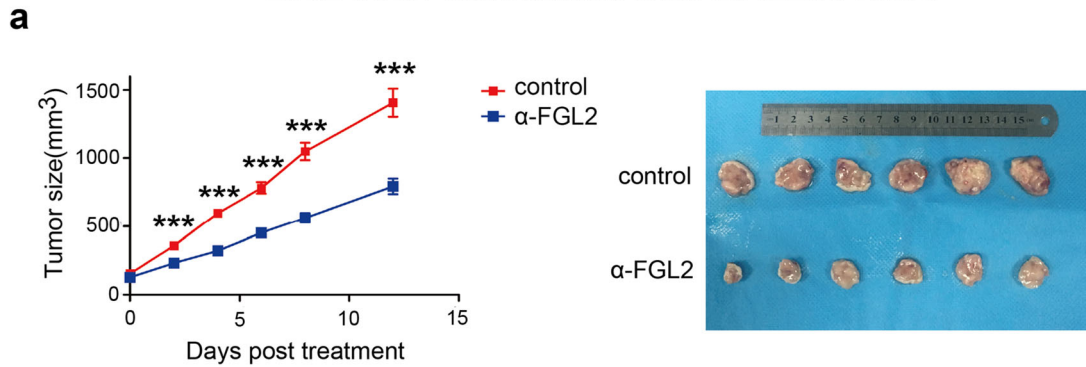 a
Tumor size(mm3)
1500
1000
500
0
0
5
10
15
Days post treatment
***
***
***
***
***
control
α-FGL2
control
α-FGL2
1 2 3 4 5 6 7 8 9 10 11 12 13 14 15